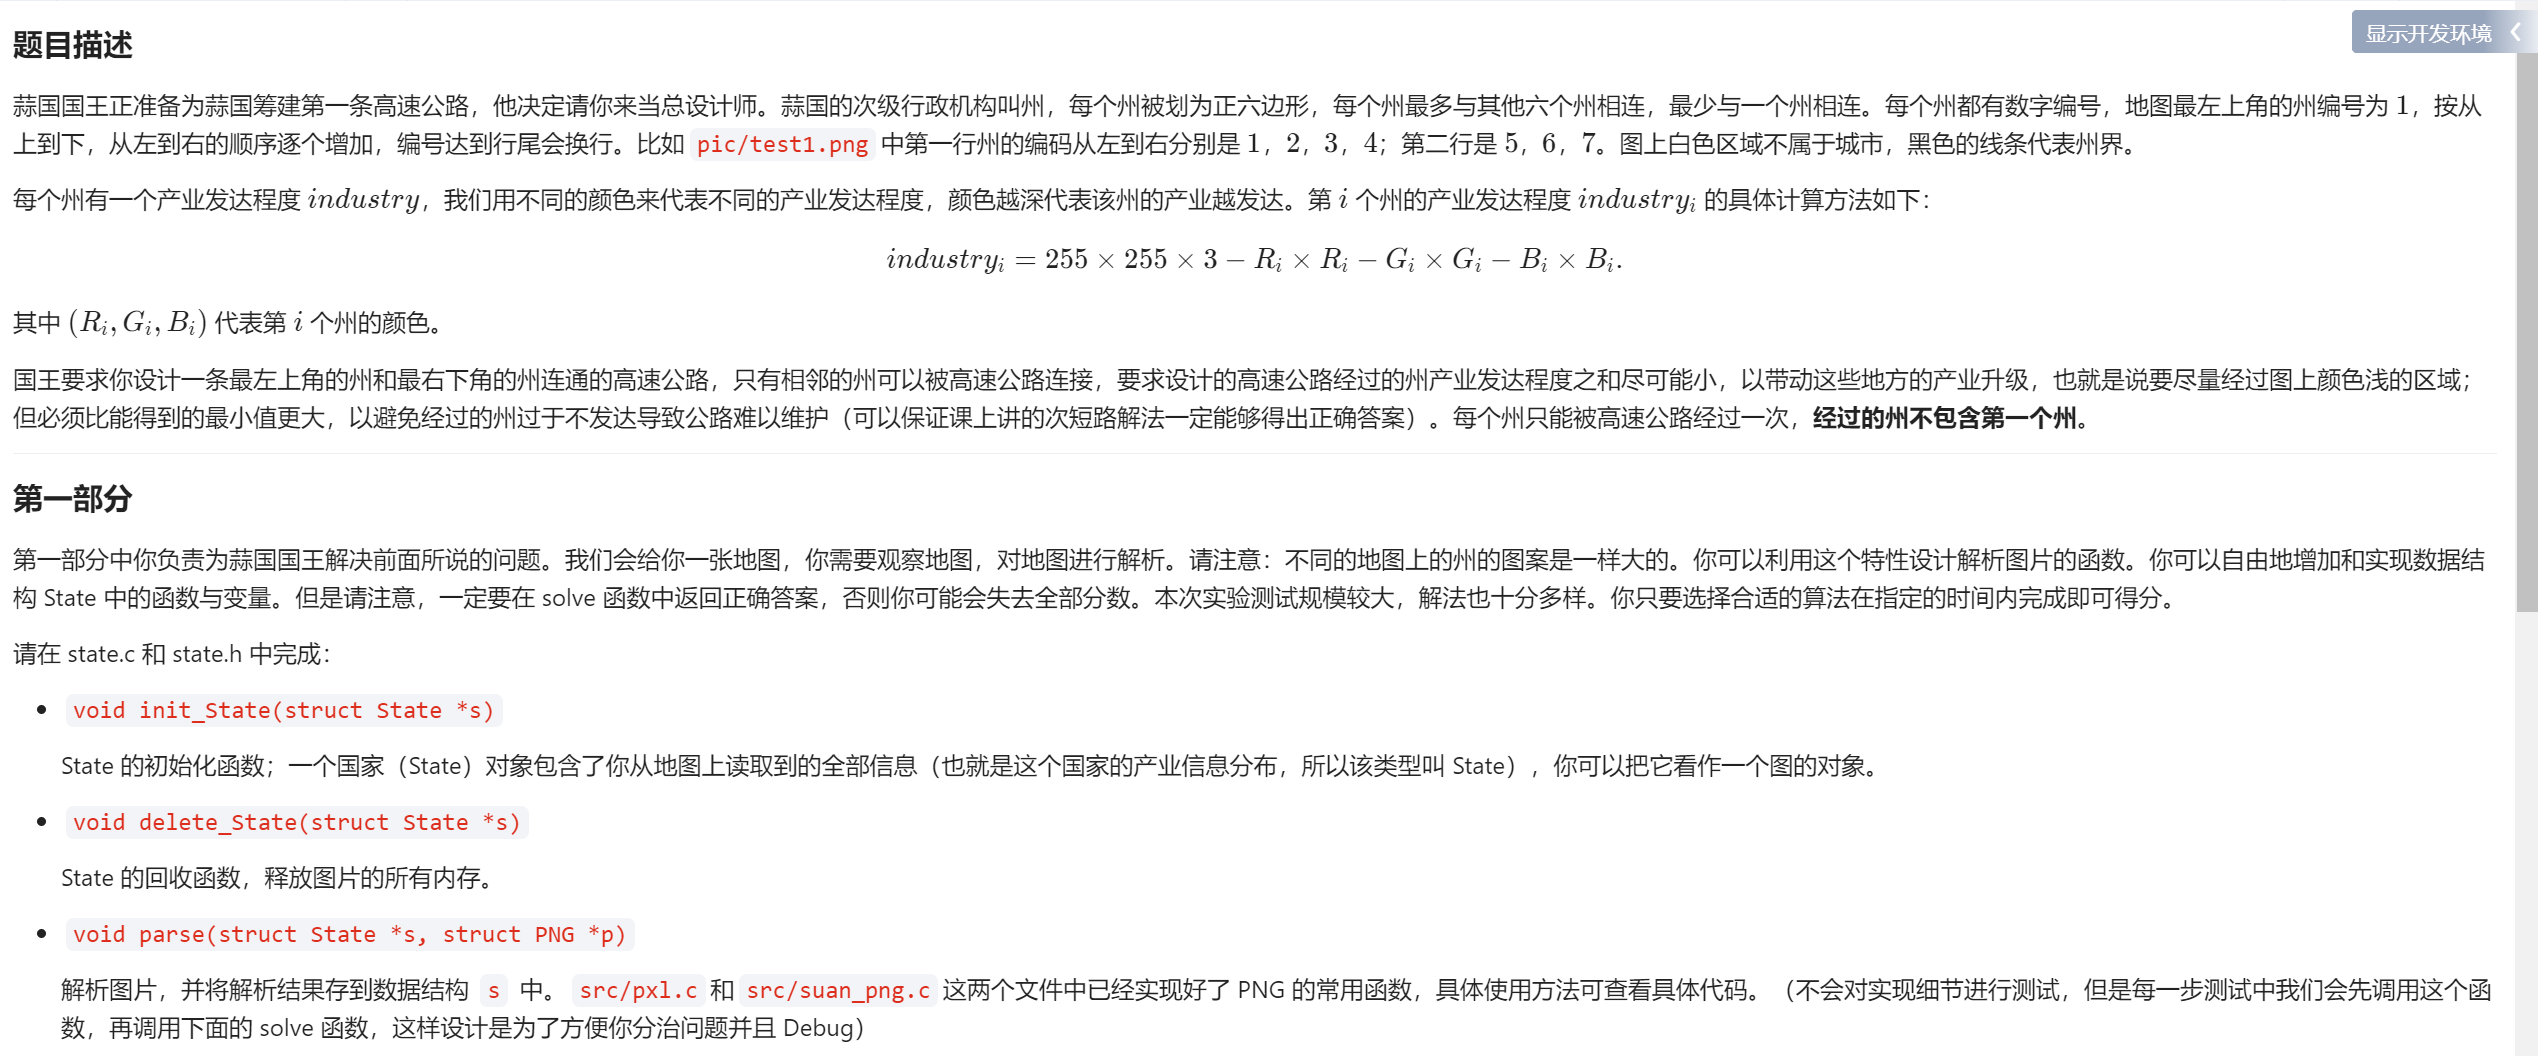 显示开发环境
题目描述
蒜国国王正准备为蒜国筹建第一条高速公路，他决定请你来当总设计师。蒜国的次级行政机构叫州，每个州被划为正六边形，每个州最多与其他六个州相连，最少与一个州相连。每个州都有数字编号，地图最左上角的州编号为 1，按从
上到下，从左到右的顺序逐个增加，编号达到行尾会换行。比如 pic/test1.png 中第一行州的编码从左到右分别是 1，2，3，4；第二行是 5，6，7。图上白色区域不属于城市，黑色的线条代表州界。
每个州有一个产业发达程度 industry，我们用不同的颜色来代表不同的产业发达程度，颜色越深代表该州的产业越发达。第 i 个州的产业发达程度 industry_i 的具体计算方法如下：
industry_i = 255 × 255 × 3 − R_i × R_i − G_i × G_i − B_i × B_i.
其中 (R_i, G_i, B_i) 代表第 i 个州的颜色。
国王要求你设计一条最左上角的州和最右下角的州连通的高速公路，只有相邻的州可以被高速公路连接，要求设计的高速公路经过的州产业发达程度之和尽可能小，以带动这些地方的产业升级，也就是说要尽量经过图上颜色浅的区域；
但必须比能得到的最小值更大，以避免经过的州过于不发达导致公路难以维护（可以保证课上讲的次短路解法一定能够得出正确答案）。每个州只能被高速公路经过一次，经过的州不包含第一个州。
第一部分
第一部分中你负责为蒜国国王解决前面所说的问题。我们会给你一张地图，你需要观察地图，对地图进行解析。请注意：不同的地图上的州的图案是一样大的。你可以利用这个特性设计解析图片的函数。你可以自由地增加和实现数据结
构 State 中的函数与变量。但是请注意，一定要在 solve 函数中返回正确答案，否则你可能会失去全部分数。本次实验测试规模较大，解法也十分多样。你只要选择合适的算法在指定的时间内完成即可得分。
请在 state.c 和 state.h 中完成：
• void init_State(struct State *s)
State 的初始化函数；一个国家（State）对象包含了你从地图上读取到的全部信息（也就是这个国家的产业信息分布，所以该类型叫 State），你可以把它看作一个图的对象。
• void delete_State(struct State *s)
State 的回收函数，释放图片的所有内存。
• void parse(struct State *s, struct PNG *p)
解析图片，并将解析结果存到数据结构 s 中。 src/pxl.c 和 src/suan_png.c 这两个文件中已经实现好了 PNG 的常用函数，具体使用方法可查看具体代码。（不会对实现细节进行测试，但是每一步测试中我们会先调用这个函
数，再调用下面的 solve 函数，这样设计是为了方便你分治问题并且 Debug）